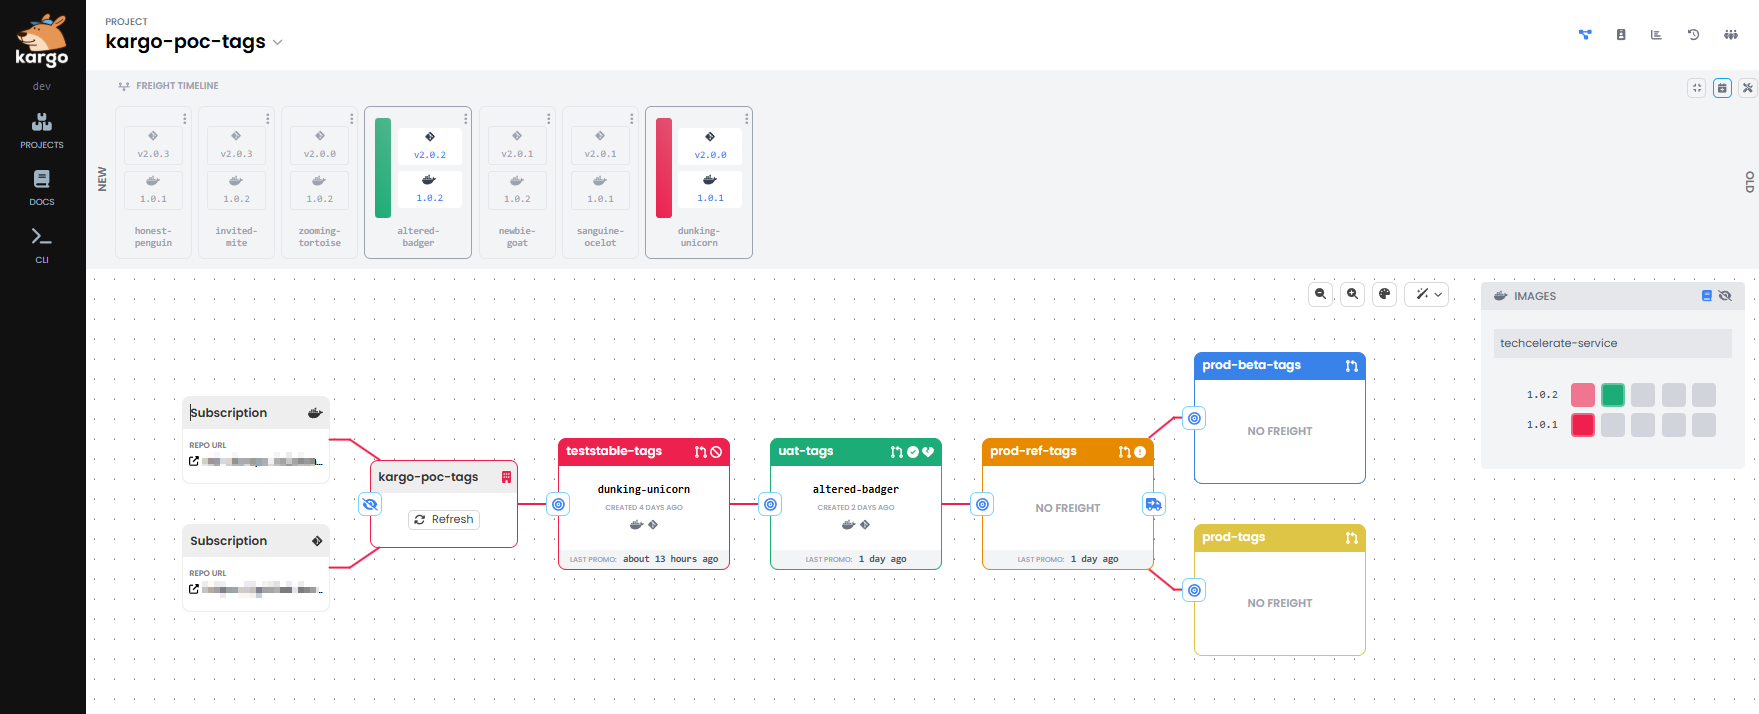 kargo
dev
PROJECTS
DOCS
CLI
PROJECT
kargo-poc-tags
FREIGHT TIMELINE
NEW
v2.0.3
1.0.1
honest-
penguin
v2.0.3
1.0.2
invited-
mite
v2.0.0
1.0.2
zooming-
tortoise
v2.0.2
1.0.2
altered-
badger
v2.0.1
1.0.2
newbie-
goat
v2.0.1
1.0.1
sanguine-
ocelot
v2.0.0
1.0.1
dunking-
unicorn
OLD
Subscription
REPO URL
Subscription
REPO URL
kargo-poc-tags
Refresh
teststable-tags
dunking-unicorn
CREATED 4 DAYS AGO
LAST PROMO: about 13 hours ago
uat-tags
altered-badger
CREATED 2 DAYS AGO
LAST PROMO: 1 day ago
prod-ref-tags
NO FREIGHT
LAST PROMO: 1 day ago
prod-beta-tags
NO FREIGHT
prod-tags
NO FREIGHT
IMAGES
techcelerate-service
1.0.2
1.0.1